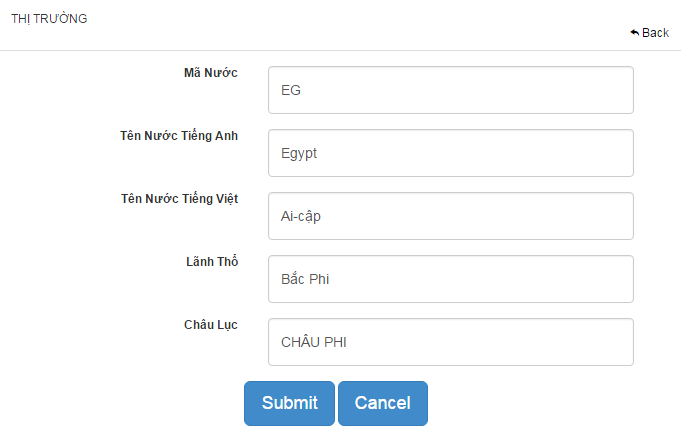 THỊ TRƯỜNG
Back
Mã Nước
EG
Tên Nước Tiếng Anh
Egypt
Tên Nước Tiếng Việt
Ai-cập
Lãnh Thổ
Bắc Phi
Châu Lục
CHÂU PHI
Submit Cancel